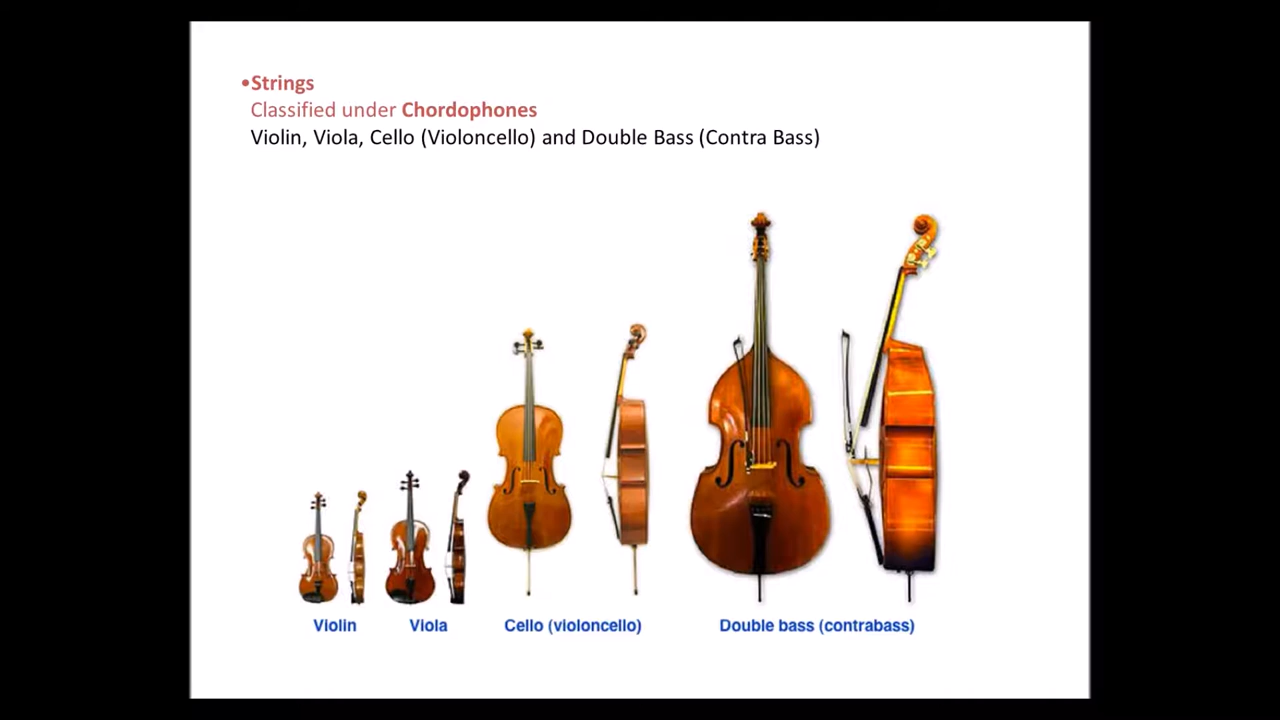 •Strings
Classified under Chordophones
Violin, Viola, Cello (Violoncello) and Double Bass (Contra Bass)
Violin
Viola
Cello (violoncello)
Double bass (contrabass)